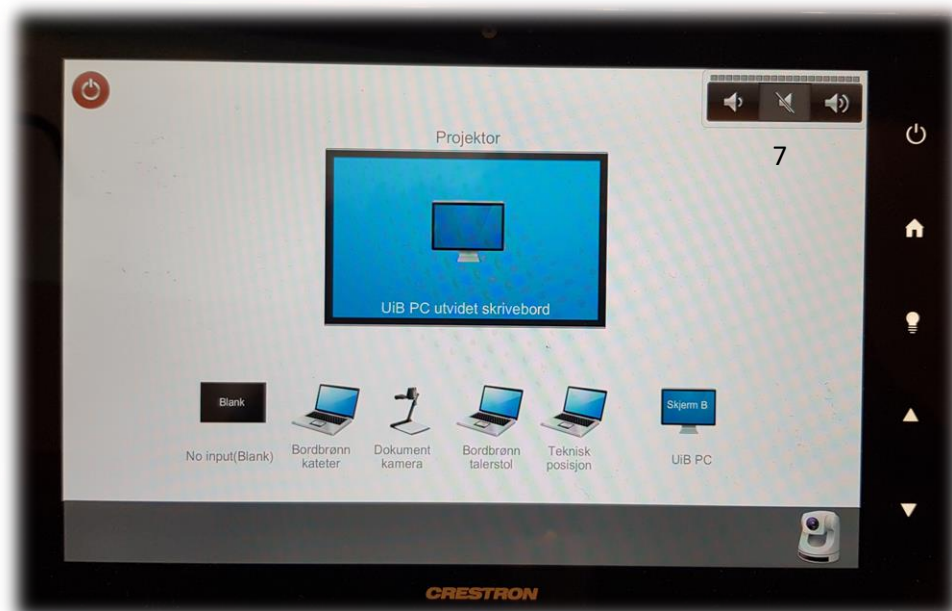 Projektor
7
UiB PC utvidet skrivebord
Blank
Skjerm B
No input(Blank)
Bordbrønn
kateter
Dokument
kamera
Bordbrønn
talerstol
Teknisk
posisjon
UiB PC
CRESTRON